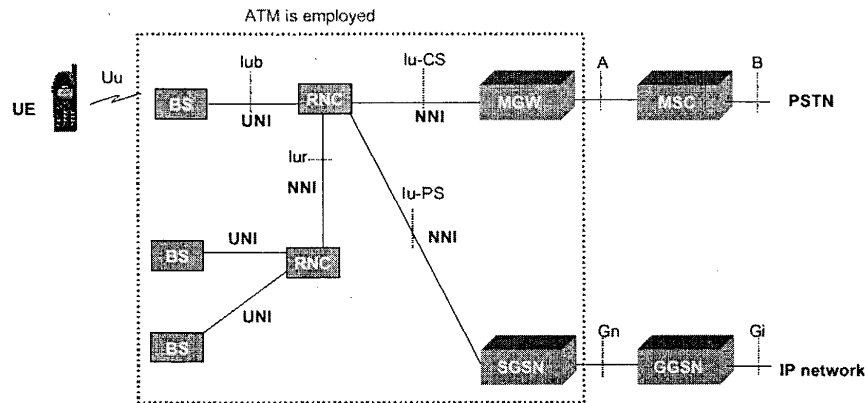 ATM is employed
Uu
Iub
Iu-CS
A
B
UE
BS
RNC
MGW
MSC
PSTN
UNI
NNI
Iur
NNI
Iu-PS
NNI
UNI
BS
RNC
UNI
BS
Gn
Gi
SGSN
GGSN
IP network